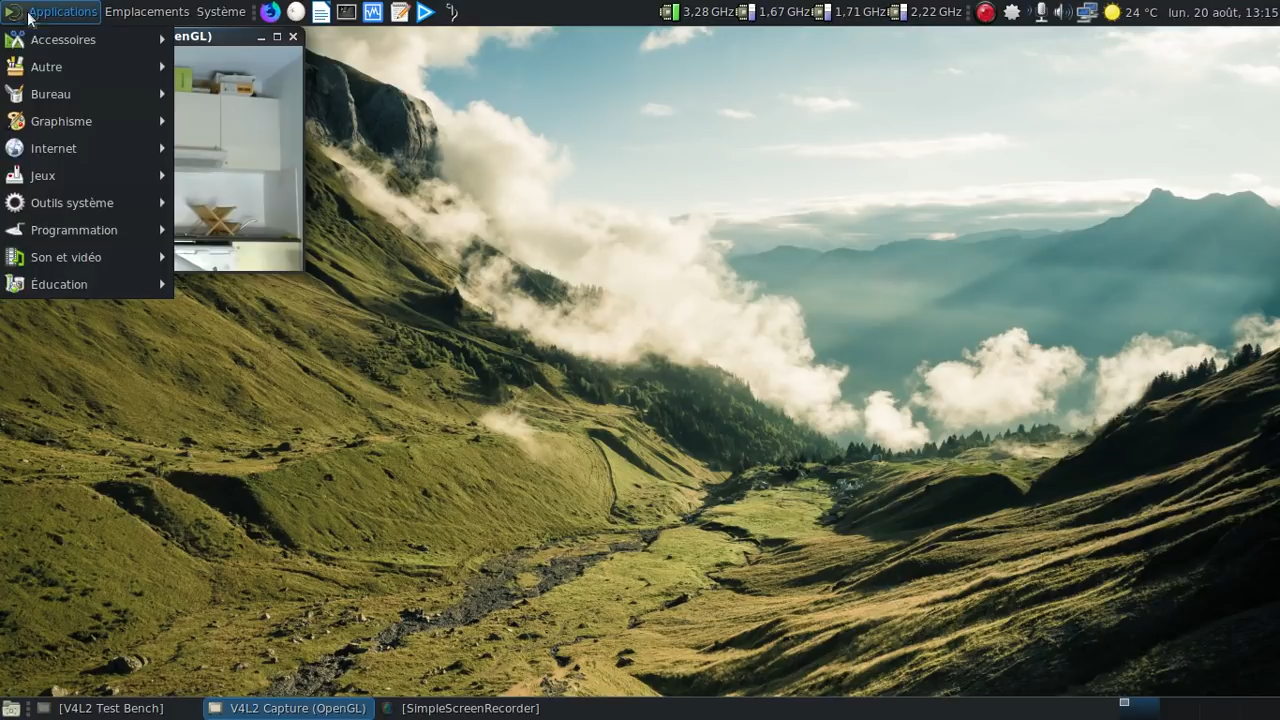 Applications Emplacements Système 3,28 GHz 1,67 GHz 1,71 GHz 2,22 GHz 24 °C lun. 20 août, 13:15
enGL)
Accessoires
Autre
Bureau
Graphisme
Internet
Jeux
Outils système
Programmation
Son et vidéo
Éducation
[V4L2 Test Bench] V4L2 Capture (OpenGL) [SimpleScreenRecorder]